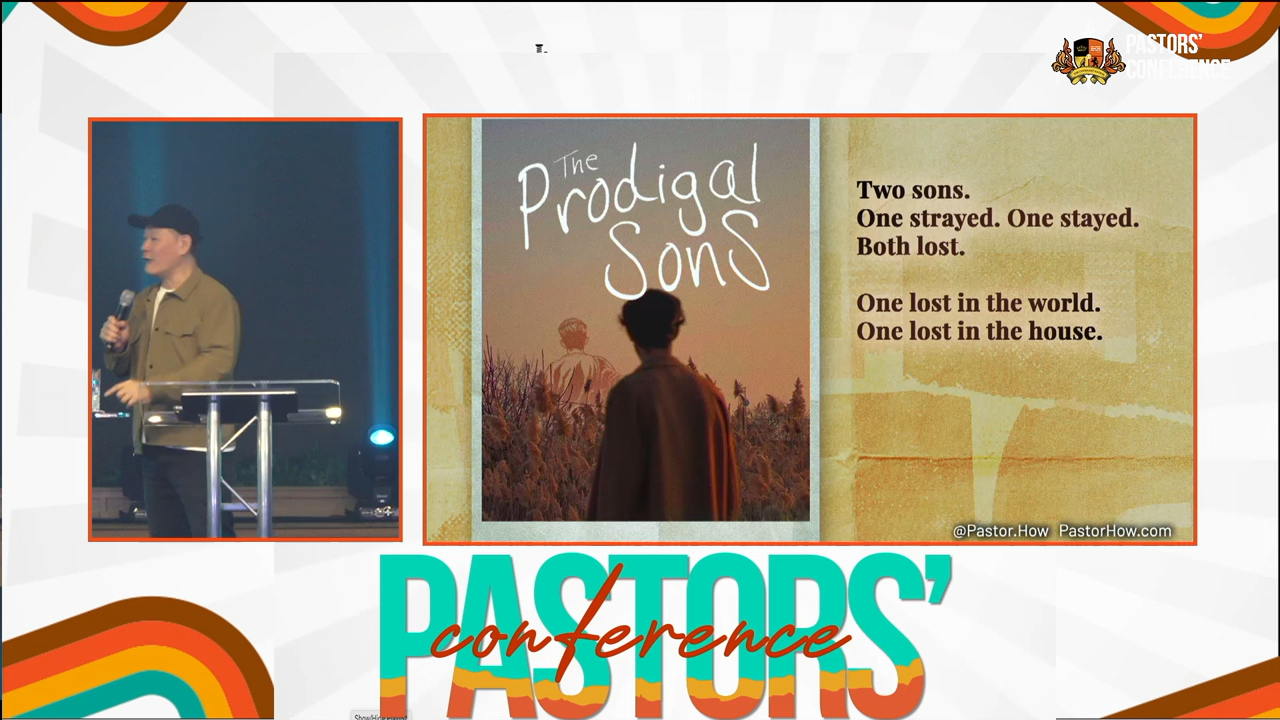 PASTORS'
CONFERENCE
The
Prodigal
Sons
Two sons.
One strayed. One stayed.
Both lost.
One lost in the world.
One lost in the house.
@Pastor.How PastorHow.com
PASTORS'
conference